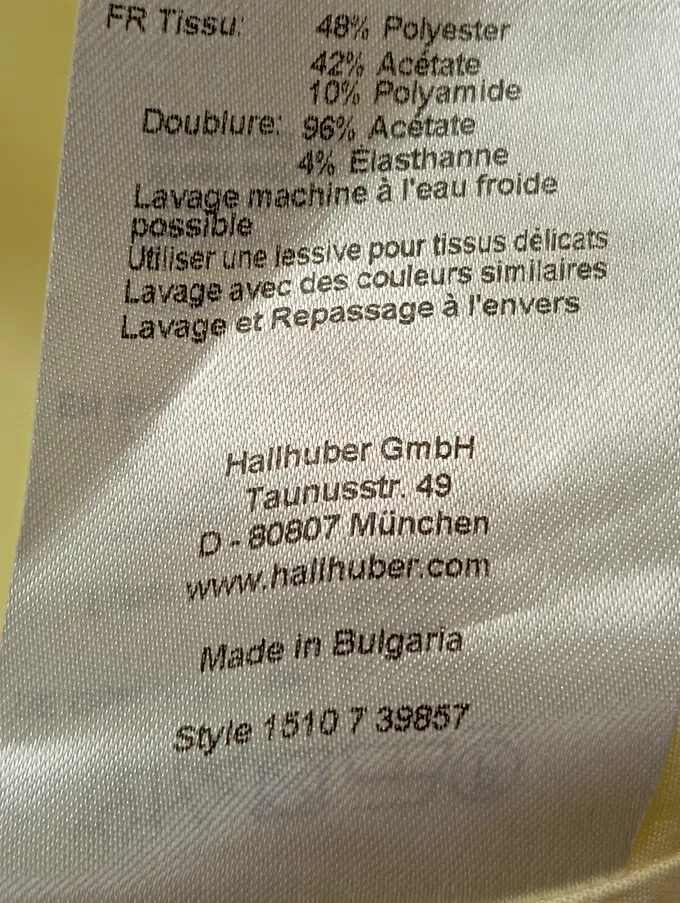 FR Tissu: 48% Polyester
42% Acétate
10% Polyamide
Doublure: 96% Acétate
4% Élasthanne
Lavage machine à l'eau froide
possible
Utiliser une lessive pour tissus délicats
Lavage avec des couleurs similaires
Lavage et Repassage à l'envers
Hallhuber GmbH
Taunusstr. 49
D - 80807 München
www.hallhuber.com
Made in Bulgaria
Style 1510 7 39857